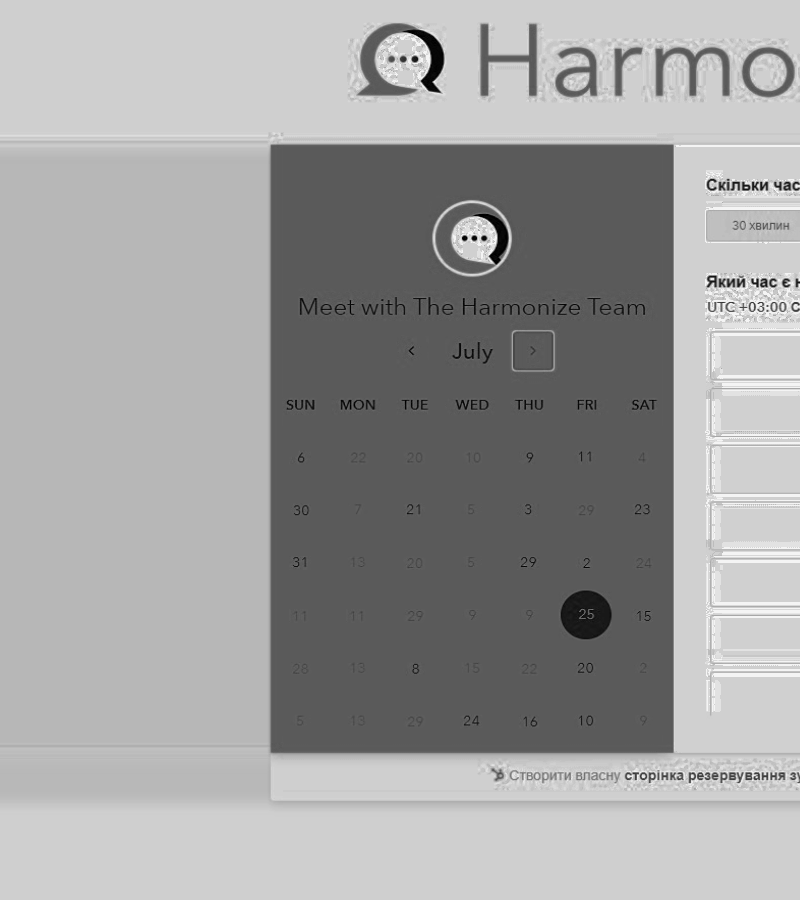 Harmo
Meet with The Harmonize Team
July
SUN MON TUE WED THU FRI SAT
6 22 20 10 9 11 4
30 7 21 5 3 29 23
31 13 20 5 29 2 24
11 11 29 9 9 25 15
28 13 8 15 22 20 2
5 13 29 24 16 10 9
Скільки час
30 хвилин
Який час є н
UTC +03:00 С
Створити власну сторінка резервування зу